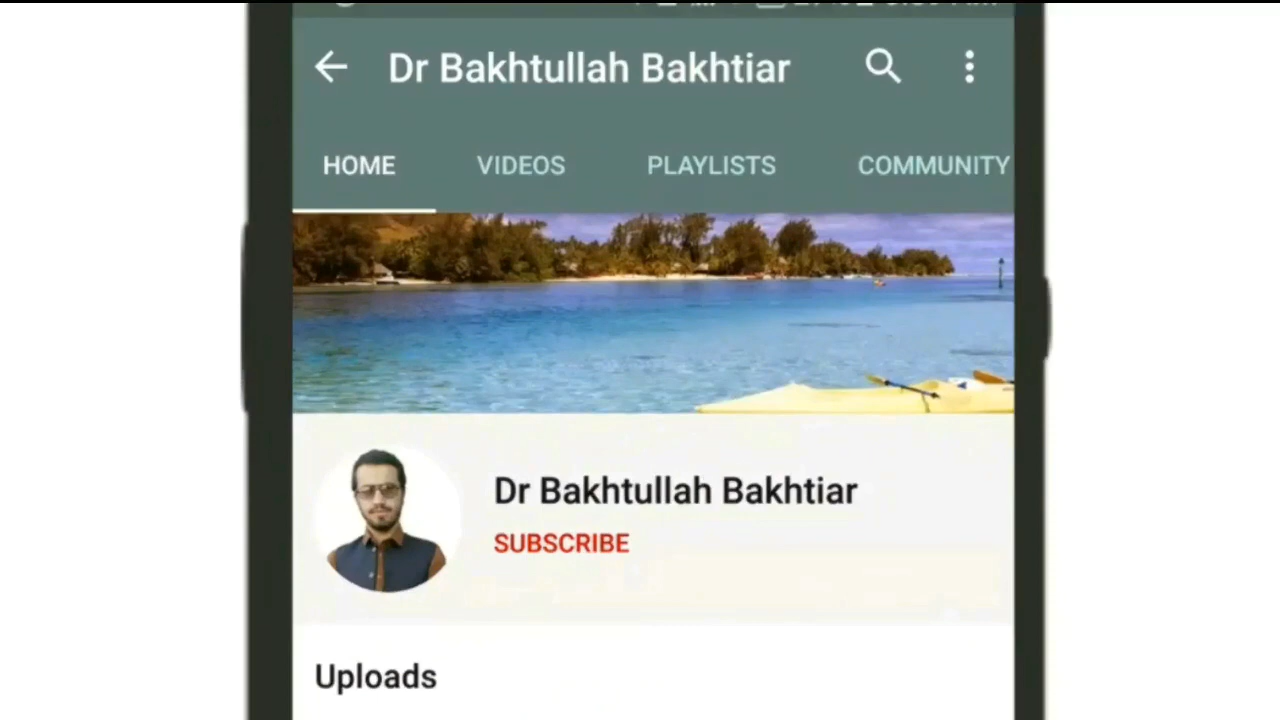 Dr Bakhtullah Bakhtiar
HOME VIDEOS PLAYLISTS COMMUNITY
Dr Bakhtullah Bakhtiar
SUBSCRIBE
Uploads